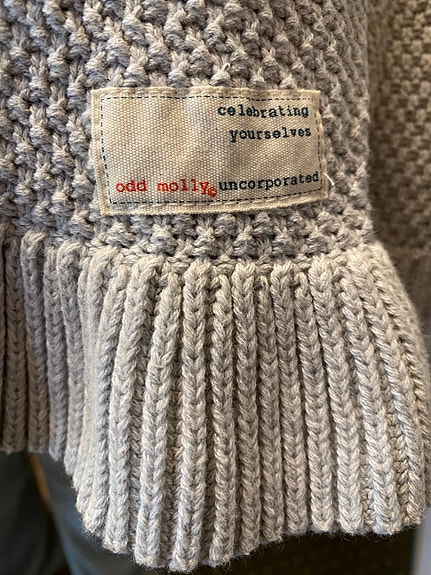 celebrating
yourselves
odd molly© uncorporated